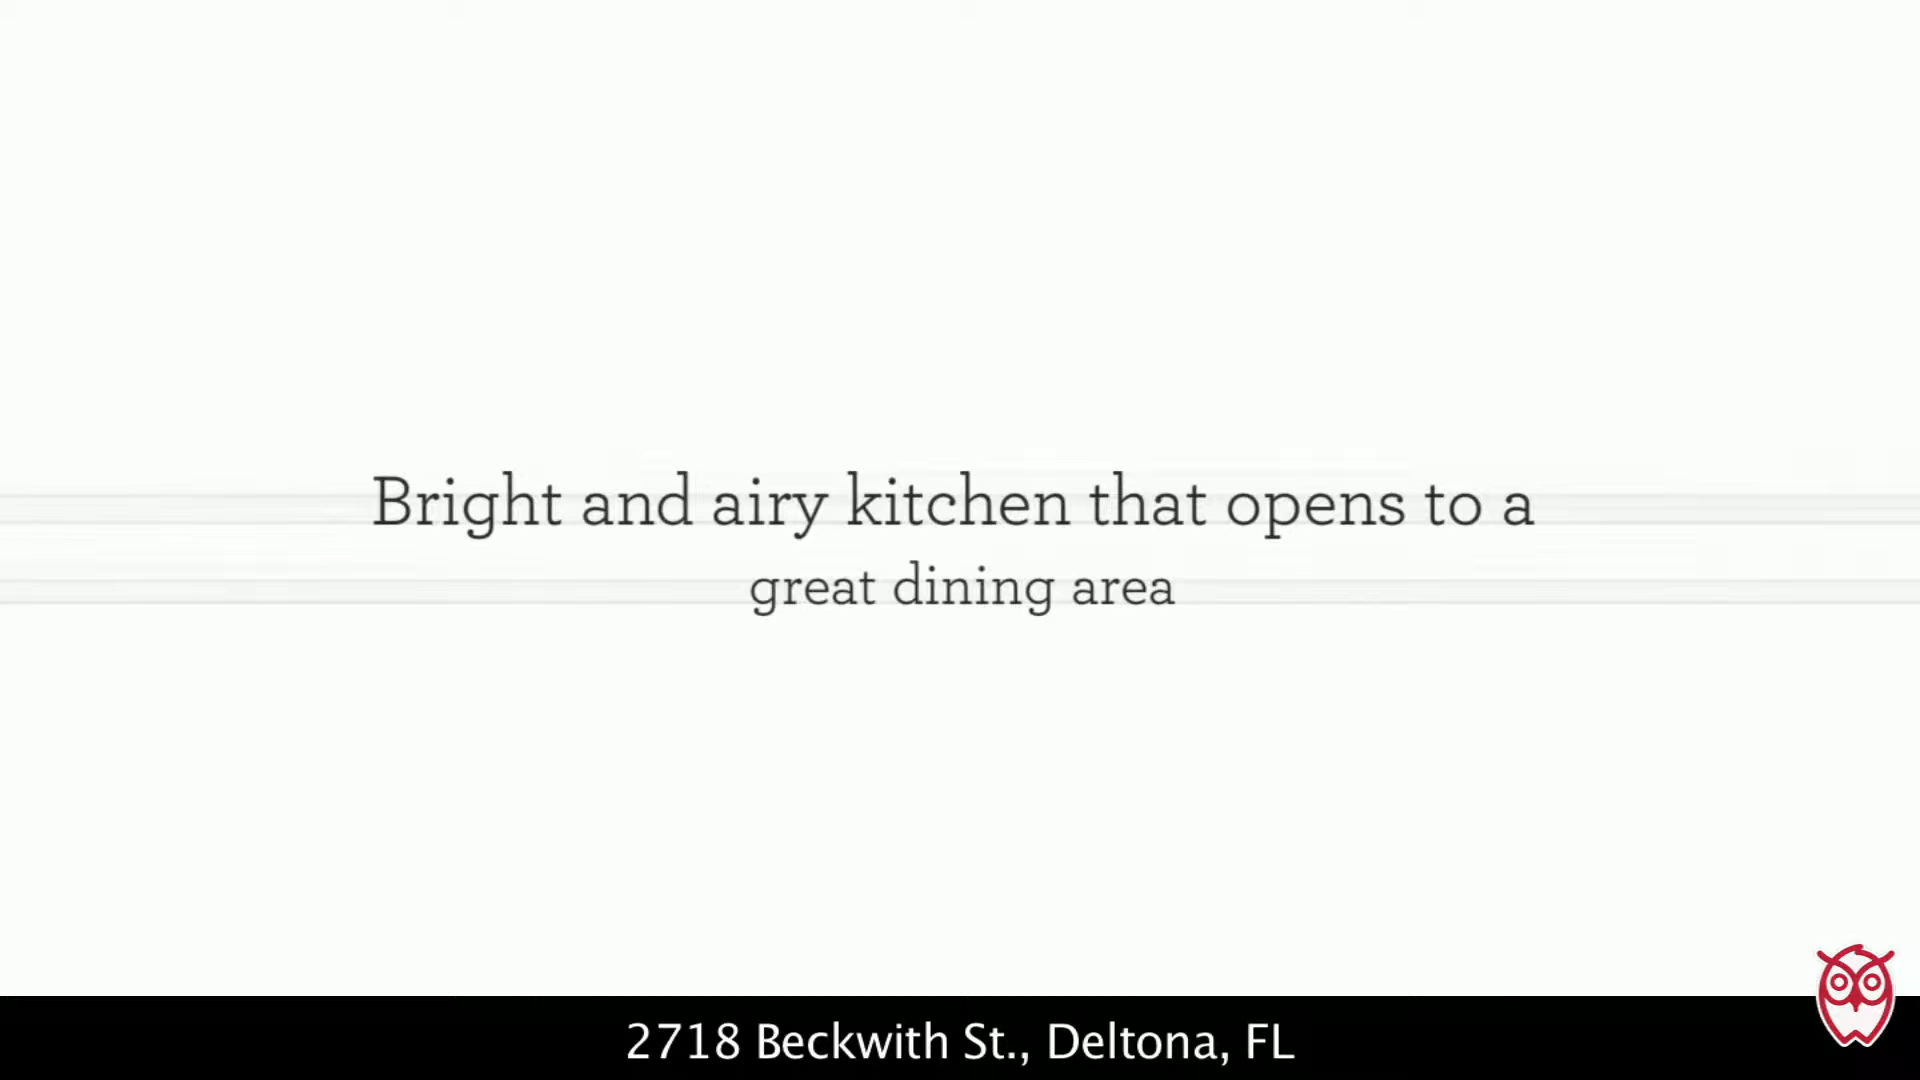 Bright and airy kitchen that opens to a
great dining area
2718 Beckwith St., Deltona, FL